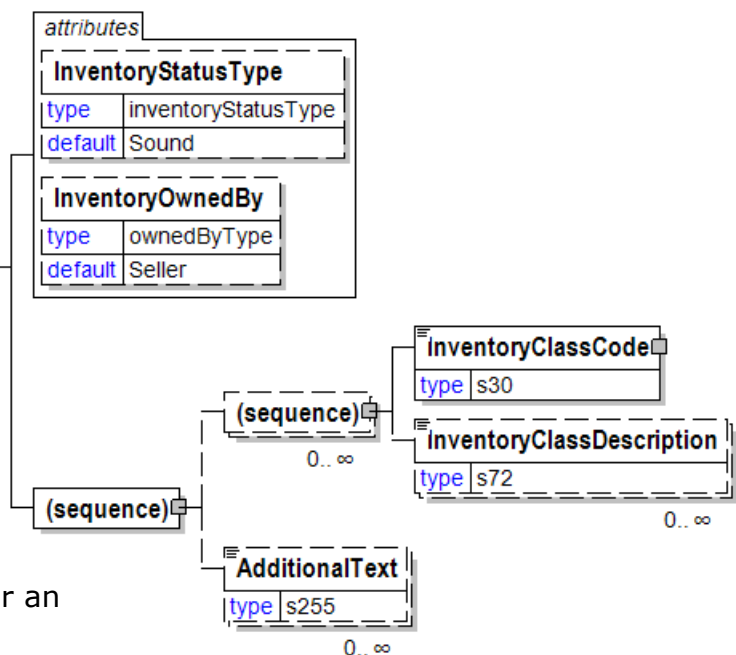 attributes
InventoryStatusType
type inventoryStatusType
default Sound
InventoryOwnedBy
type ownedByType
default Seller
InventoryClassCode
type s30
(sequence)
0..∞
InventoryClassDescription
type s72
0..∞
(sequence)
AdditionalText
type s255
0..∞
r an